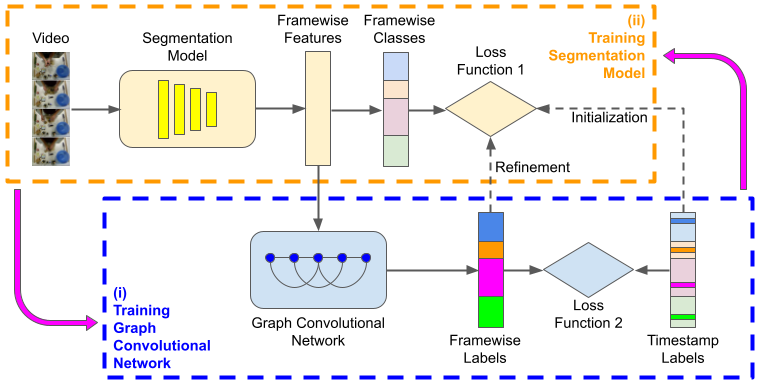 Video
Segmentation
Model
Framewise
Features
Framewise
Classes
Loss
Function 1
(ii)
Training
Segmentation
Model
Initialization
Refinement
(i)
Training
Graph
Convolutional
Network
Graph Convolutional
Network
Framewise
Labels
Loss
Function 2
Timestamp
Labels